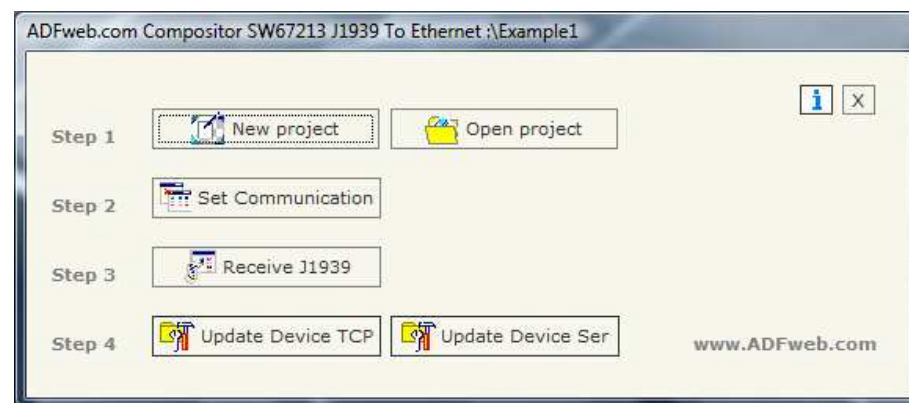 ADFweb.com Compositor SW67213 J1939 To Ethernet :\Example1
i X
Step 1 New project Open project
Step 2 Set Communication
Step 3 Receive J1939
Step 4 Update Device TCP Update Device Ser www.ADFweb.com